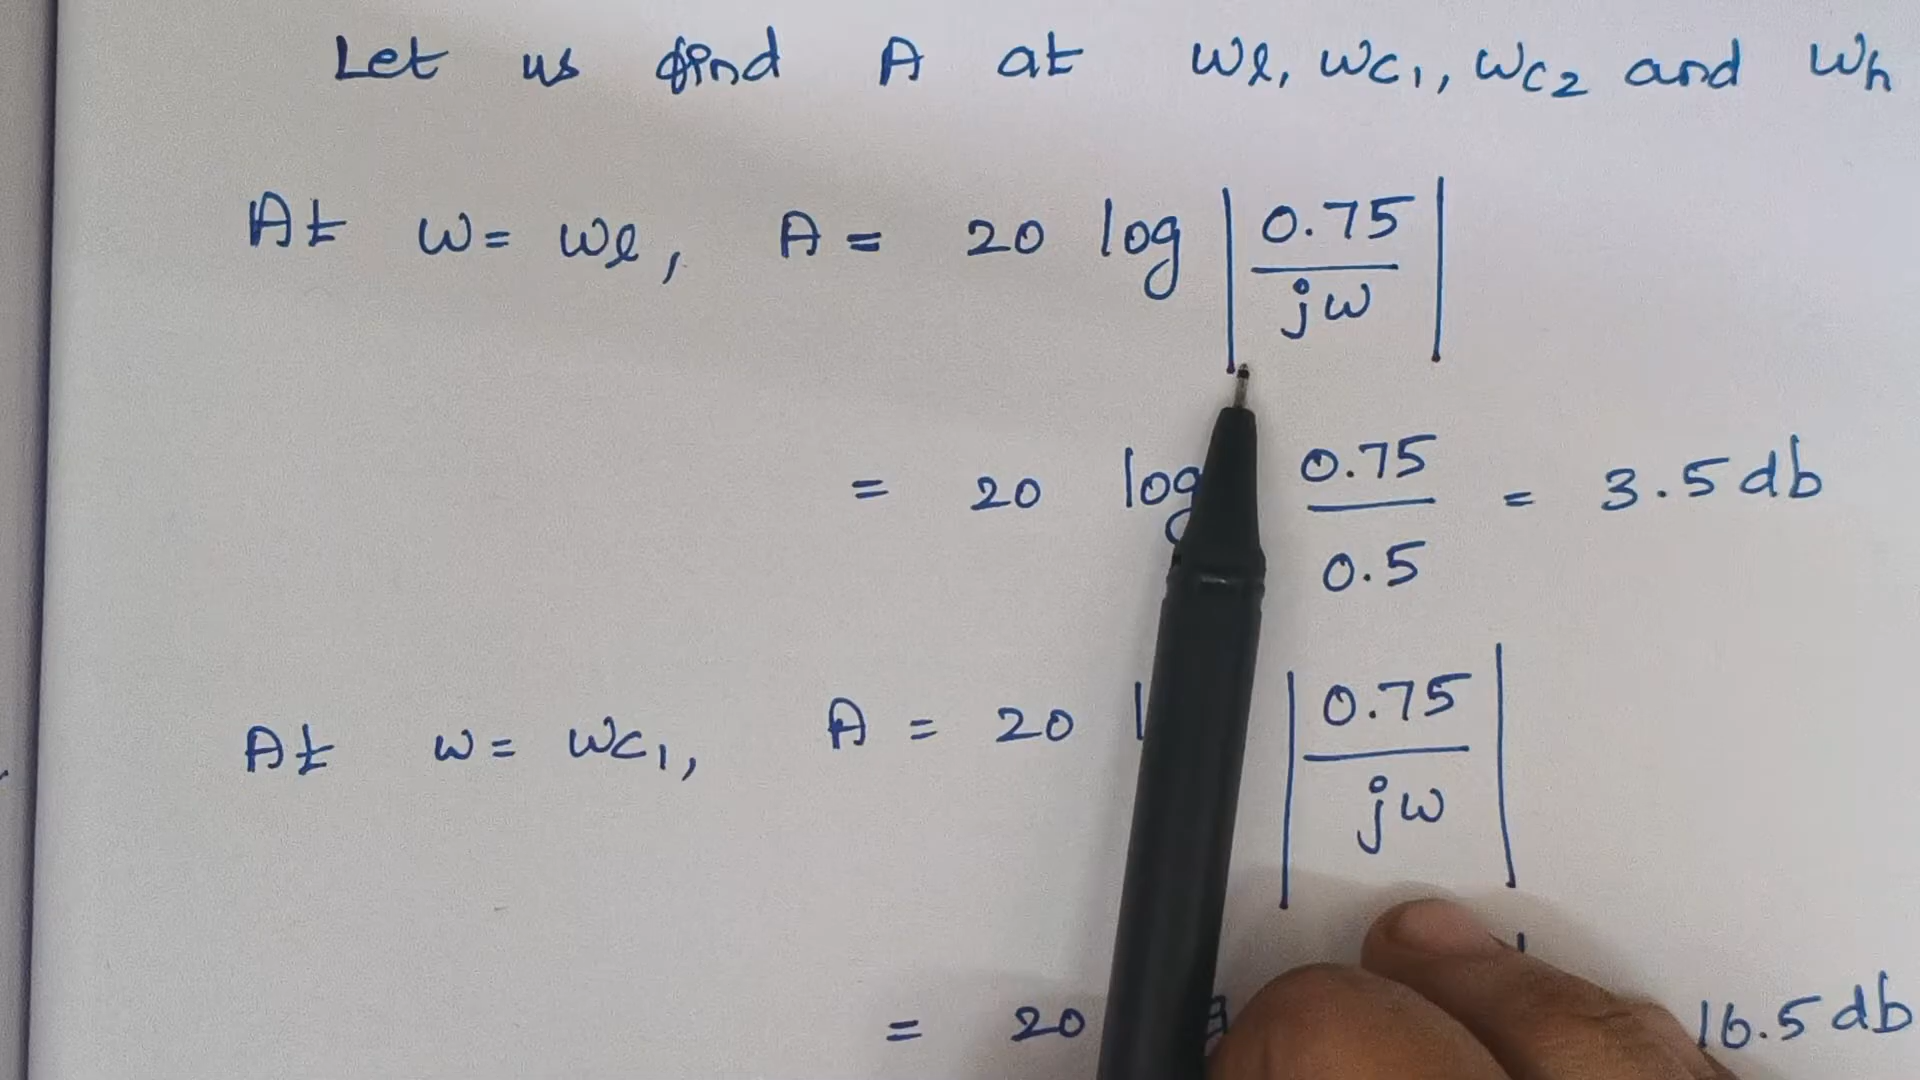 Let us find A at ωl, ωc1, ωc2 and ωh
At ω = ωl, A = 20 log | 0.75 / jω |
= 20 log 0.75 / 0.5 = 3.5 db
At ω = ωc1, A = 20 | 0.75 / jω |
= 20 16.5 db